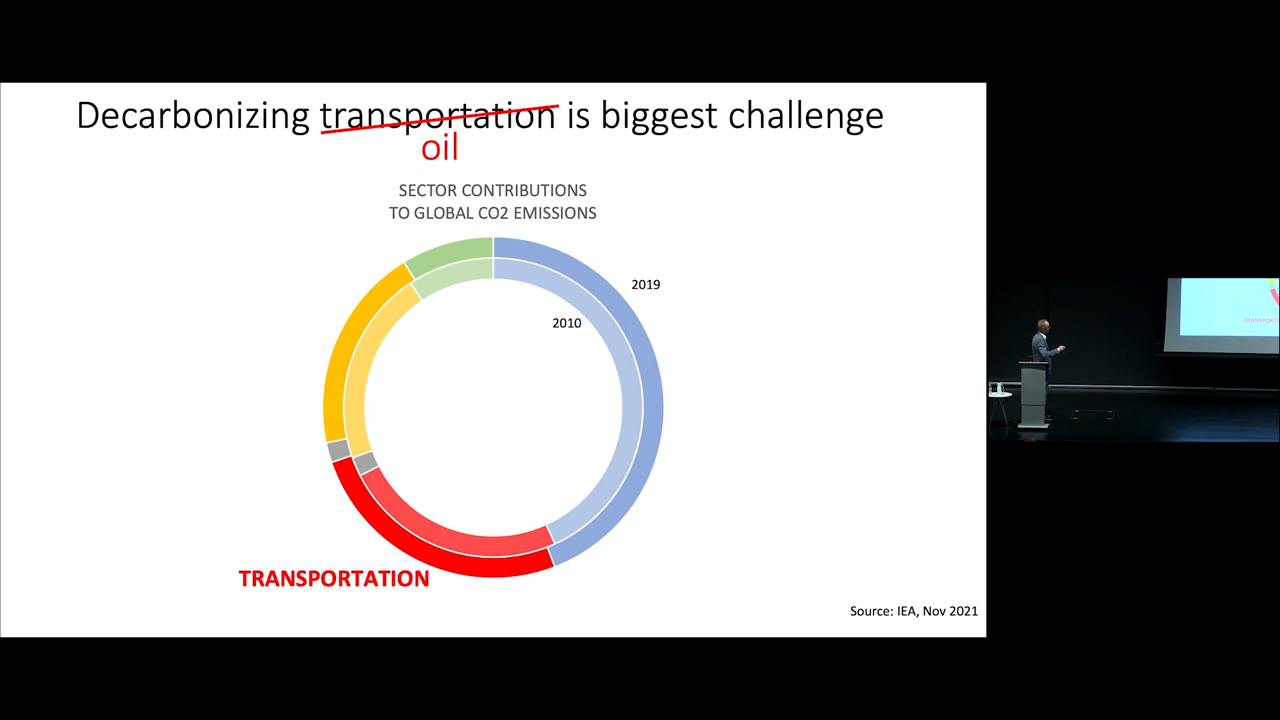 Decarbonizing transportation is biggest challenge
oil
SECTOR CONTRIBUTIONS
TO GLOBAL CO2 EMISSIONS
2019
2010
TRANSPORTATION
Source: IEA, Nov 2021